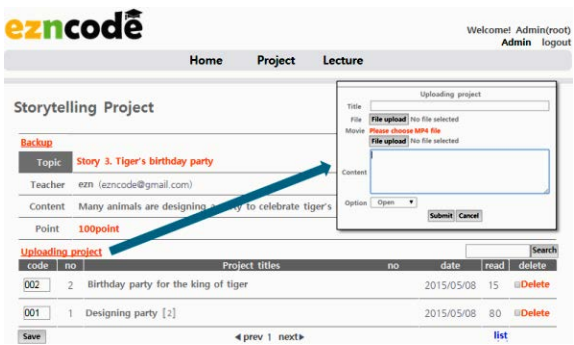 ezncode
Welcome! Admin(root)
Admin logout
Home Project Lecture
Storytelling Project
Backup
Topic Story 3. Tiger's birthday party
Teacher ezn (ezncode@gmail.com)
Content Many animals are designing a party to celebrate tiger's
Point 100point
Uploading project
Search
code no Project titles no date read delete
002 2 Birthday party for the king of tiger 2015/05/08 15 Delete
001 1 Designing party [2] 2015/05/08 80 Delete
Save ◀prev 1 next▶ list
Uploading project
Title
File File upload No file selected
Movie Please choose MP4 file
File upload No file selected
Content
Option Open ▼
Submit Cancel